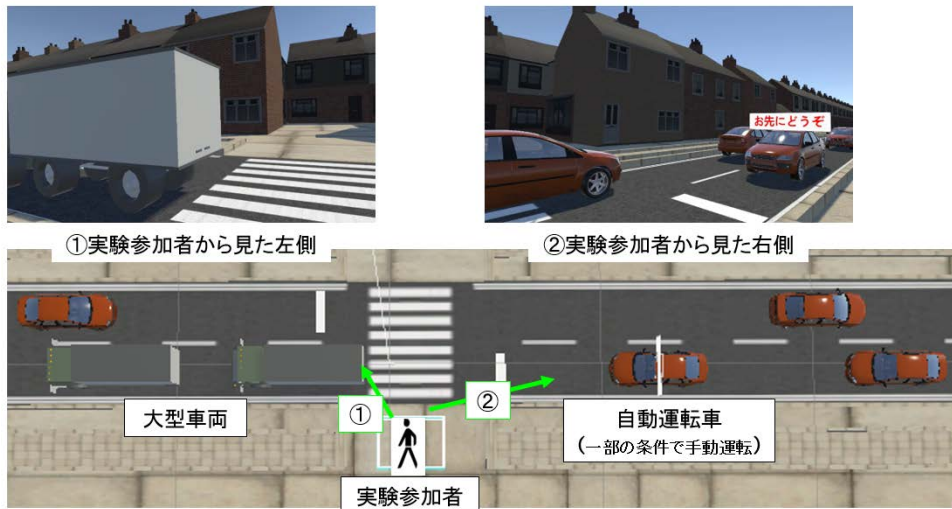 お先にどうぞ
①実験参加者から見た左側
②実験参加者から見た右側
①
②
大型車両
自動運転車
(一部の条件で手動運転)
実験参加者